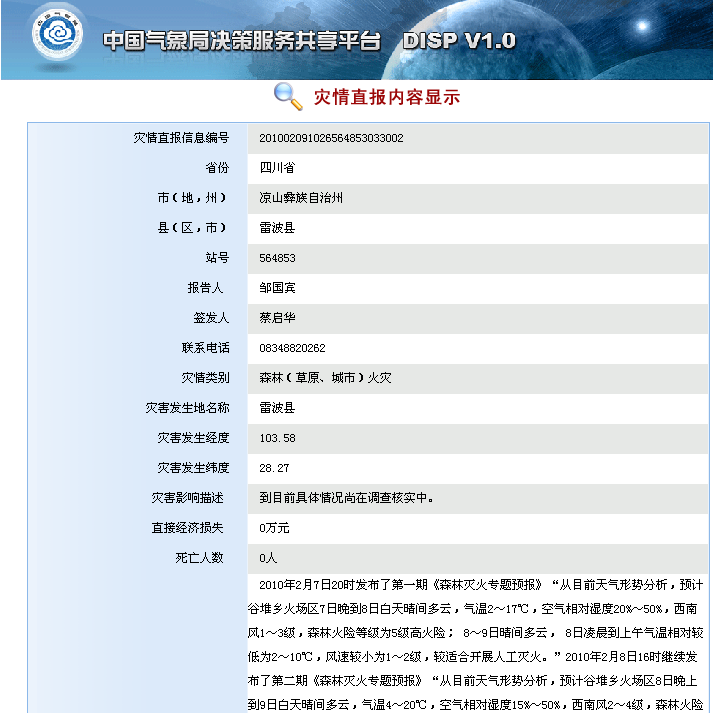 中国气象局决策服务共享平台 DISP V1.0
灾情直报内容显示
灾情直报信息编号 201002091026564853033002
省份 四川省
市（地，州） 凉山彝族自治州
县（区，市） 雷波县
站号 564853
报告人 邹国宾
签发人 蔡启华
联系电话 08348820262
灾情类别 森林（草原、城市）火灾
灾害发生地名称 雷波县
灾害发生经度 103.58
灾害发生纬度 28.27
灾害影响描述 到目前具体情况尚在调查核实中。
直接经济损失 0万元
死亡人数 0人
2010年2月7日20时发布了第一期《森林灭火专题预报》“从目前天气形势分析，预计
谷堆乡火场区7日晚到8日白天晴间多云，气温2～17℃，空气相对湿度20%～50%，西南
风1～3级，森林火险等级为5级高火险； 8～9日晴间多云， 8日凌晨到上午气温相对较
低为2～10℃，风速较小为1～2级，较适合开展人工灭火。”2010年2月8日16时继续发
布了第二期《森林灭火专题预报》“从目前天气形势分析，预计谷堆乡火场区8日晚上
到9日白天晴间多云，气温4～20℃，空气相对湿度15%～50%，西南风2～4级，森林火险